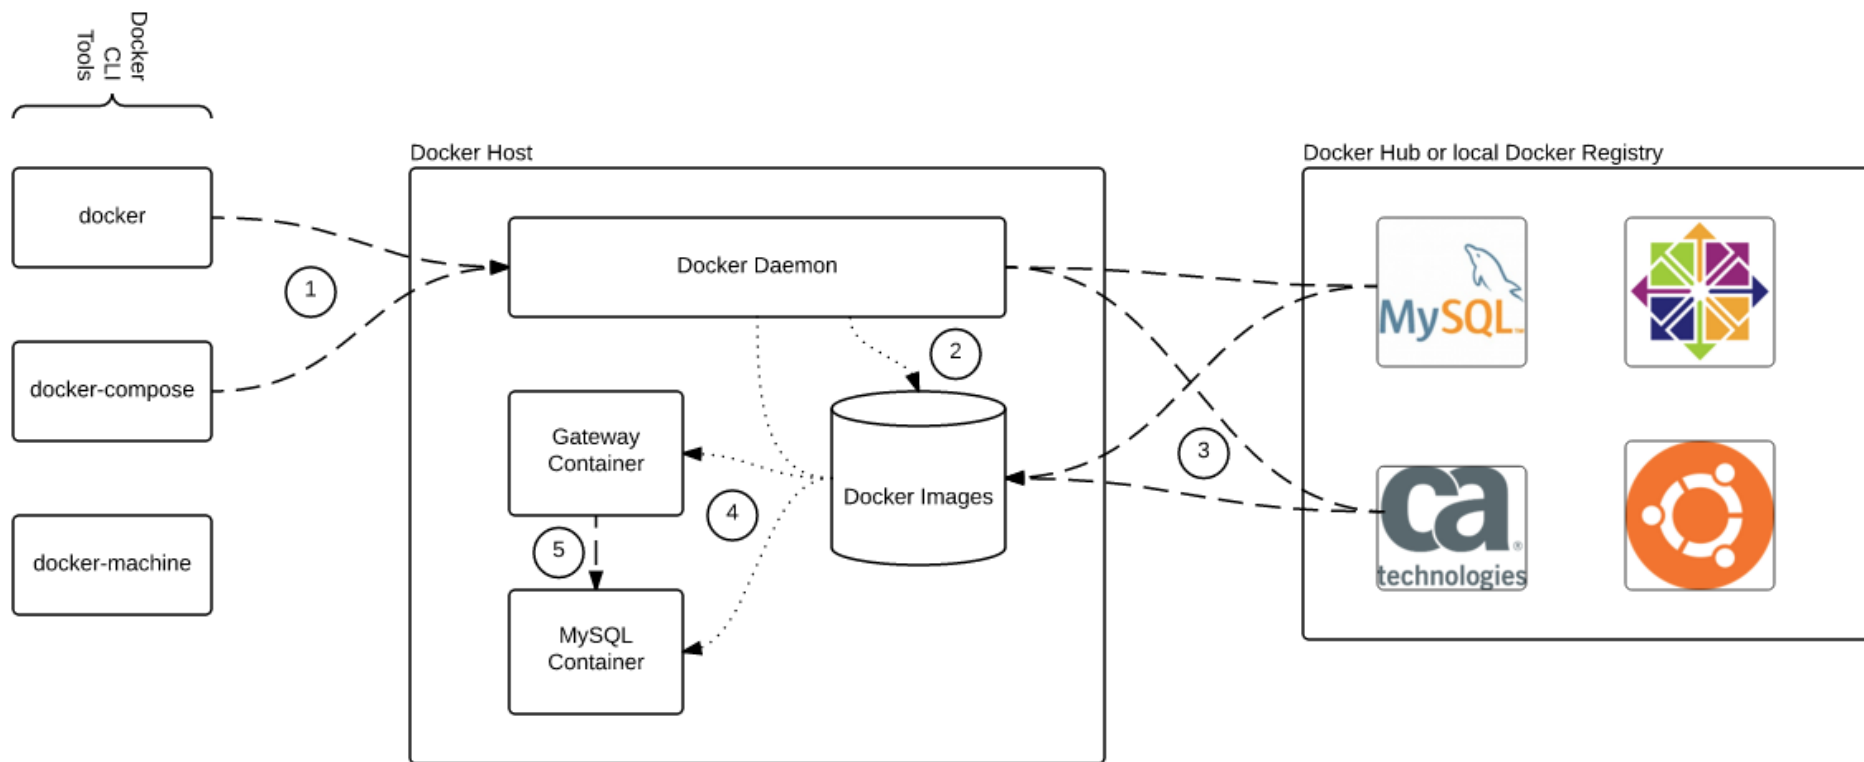 Docker
CLI
Tools
docker
1
docker-compose
docker-machine
Docker Host
Docker Daemon
2
Gateway
Container
Docker Images
4
5
MySQL
Container
3
Docker Hub or local Docker Registry
MySQL™
ca®
technologies